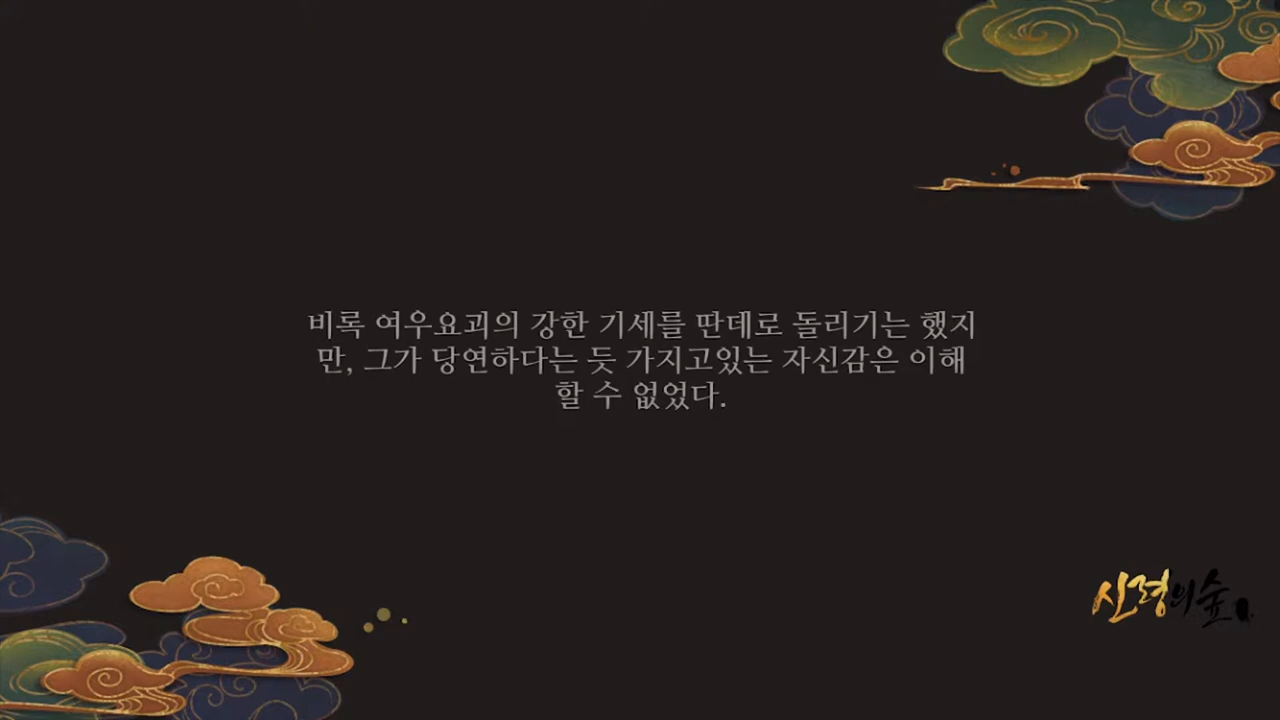 비록 여우요괴의 강한 기세를 딴데로 돌리기는 했지
만, 그가 당연하다는 듯 가지고있는 자신감은 이해
할 수 없었다.
신령의숲